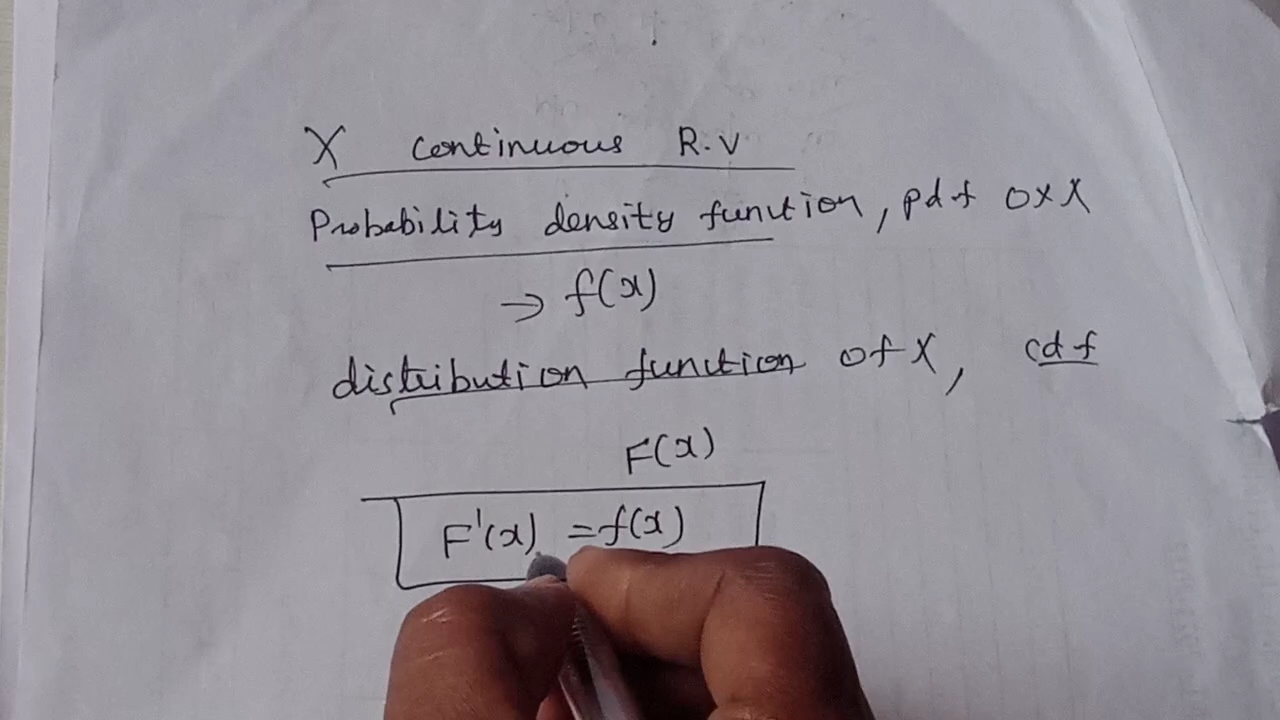 X continuous R.V
Probability density function, pdf of X
→ f(x)
distribution function of X, cdf
F(x)
F'(x) = f(x)